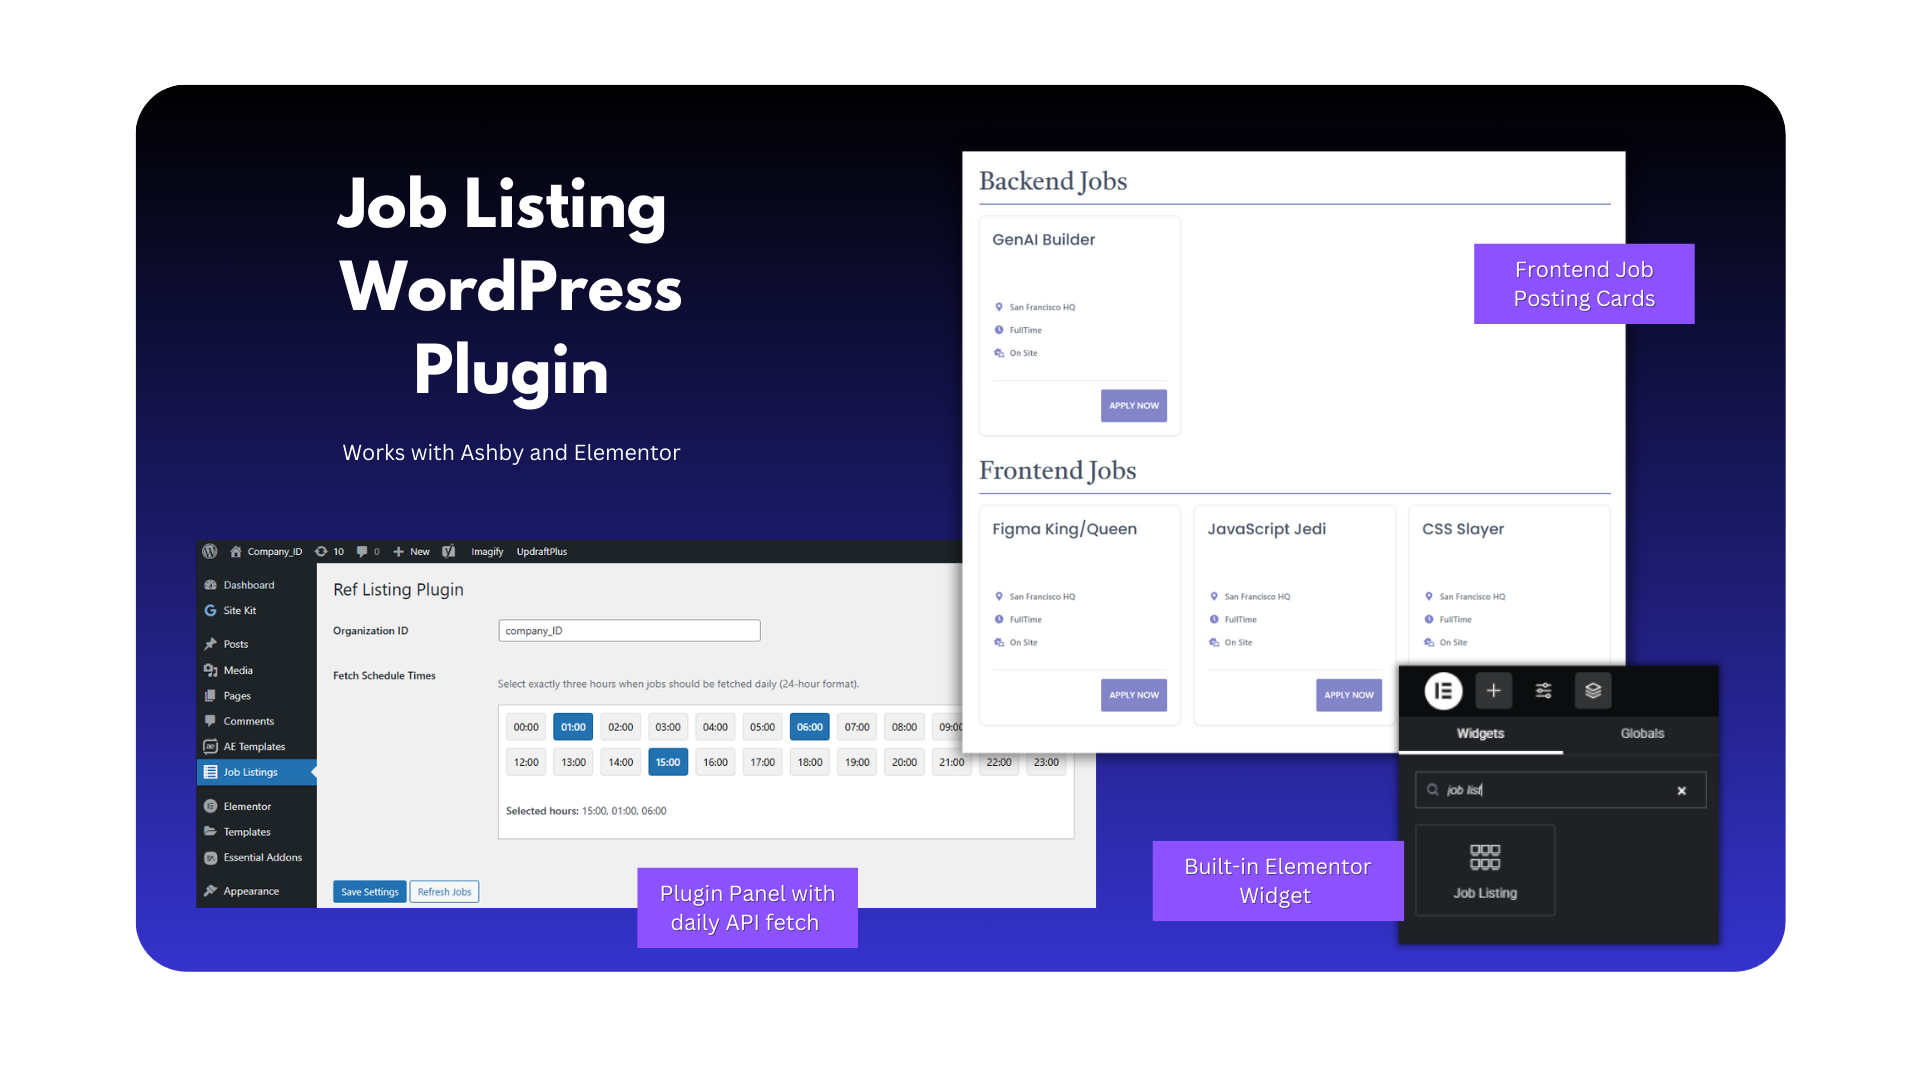 Job Listing
WordPress
Plugin
Works with Ashby and Elementor
Backend Jobs
GenAI Builder
San Francisco HQ
FullTime
On Site
APPLY NOW
Frontend Job
Posting Cards
Frontend Jobs
Figma King/Queen
San Francisco HQ
FullTime
On Site
APPLY NOW
JavaScript Jedi
San Francisco HQ
FullTime
On Site
APPLY NOW
CSS Slayer
San Francisco HQ
FullTime
On Site
Company_ID 10 0 New Imagify UpdraftPlus
Dashboard
Site Kit
Posts
Media
Pages
Comments
AE Templates
Job Listings
Elementor
Templates
Essential Addons
Appearance
Ref Listing Plugin
Organization ID company_ID
Fetch Schedule Times
Select exactly three hours when jobs should be fetched daily (24-hour format).
00:00 01:00 02:00 03:00 04:00 05:00 06:00 07:00 08:00 09:00
12:00 13:00 14:00 15:00 16:00 17:00 18:00 19:00 20:00 21:00 22:00 23:00
Selected hours: 15:00, 01:00, 06:00
Save Settings Refresh Jobs
Plugin Panel with
daily API fetch
Widgets Globals
job list
Job Listing
Built-in Elementor
Widget